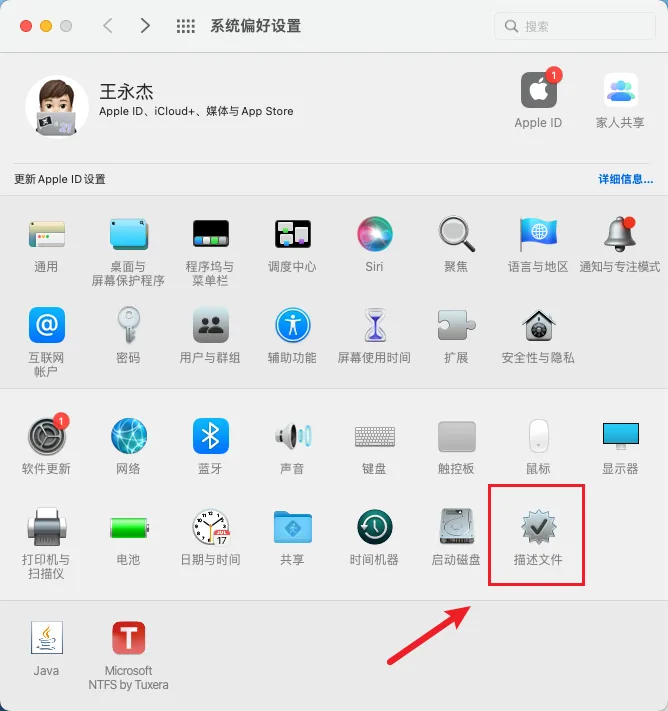 系统偏好设置
搜索
王永杰
Apple ID、iCloud+、媒体与 App Store
1
Apple ID
家人共享
更新 Apple ID 设置
详细信息...
通用
桌面与
屏幕保护程序
程序坞与
菜单栏
调度中心
Siri
聚焦
语言与地区
通知与专注模式
@
互联网
帐户
密码
用户与群组
辅助功能
屏幕使用时间
扩展
安全性与隐私
1
软件更新
网络
蓝牙
声音
键盘
触控板
鼠标
显示器
打印机与
扫描仪
电池
JUL
17
日期与时间
共享
时间机器
启动磁盘
描述文件
Java
Java
T
Microsoft
NTFS by Tuxera